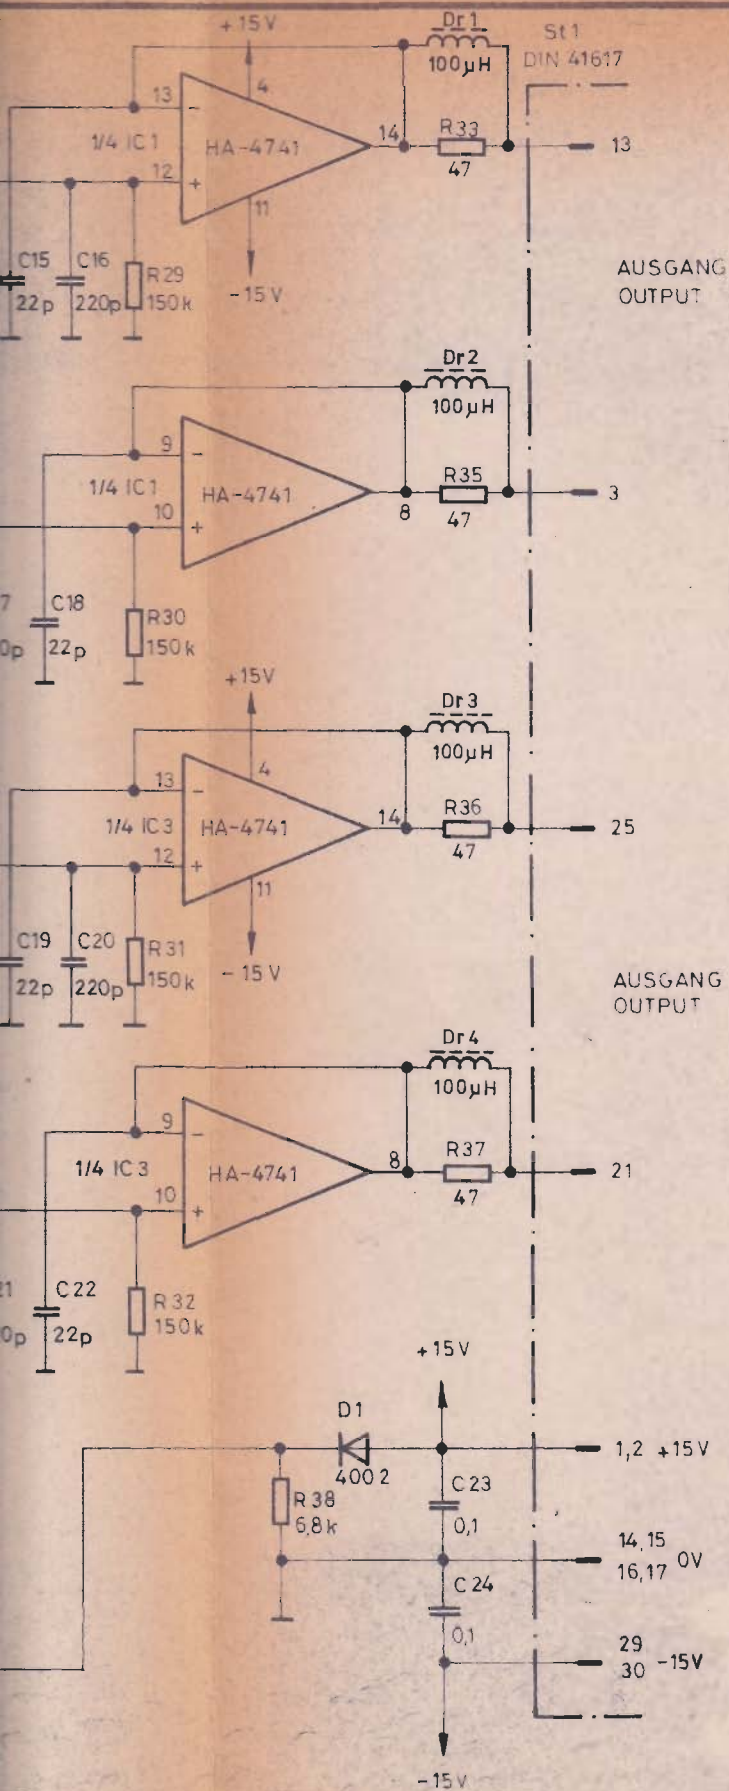 +15V
Dr1
100µH
St1
DIN 41617
13
4
1/4 IC1
HA-4741
14
R33
47
13
12
11
-15V
C15
22p
C16
220p
R29
150k
AUSGANG
OUTPUT
Dr2
100µH
9
1/4 IC1
HA-4741
10
8
R35
47
3
C18
22p
R30
150k
+15V
Dr3
100µH
13
4
1/4 IC3
HA-4741
14
R36
47
25
12
11
-15V
C19
22p
C20
220p
R31
150k
AUSGANG
OUTPUT
Dr4
100µH
9
1/4 IC3
HA-4741
10
8
R37
47
21
C22
22p
R32
150k
+15V
D1
4002
1,2 +15V
R38
6,8k
C23
0,1
14,15
16,17 0V
C24
0,1
29
30 -15V
-15V